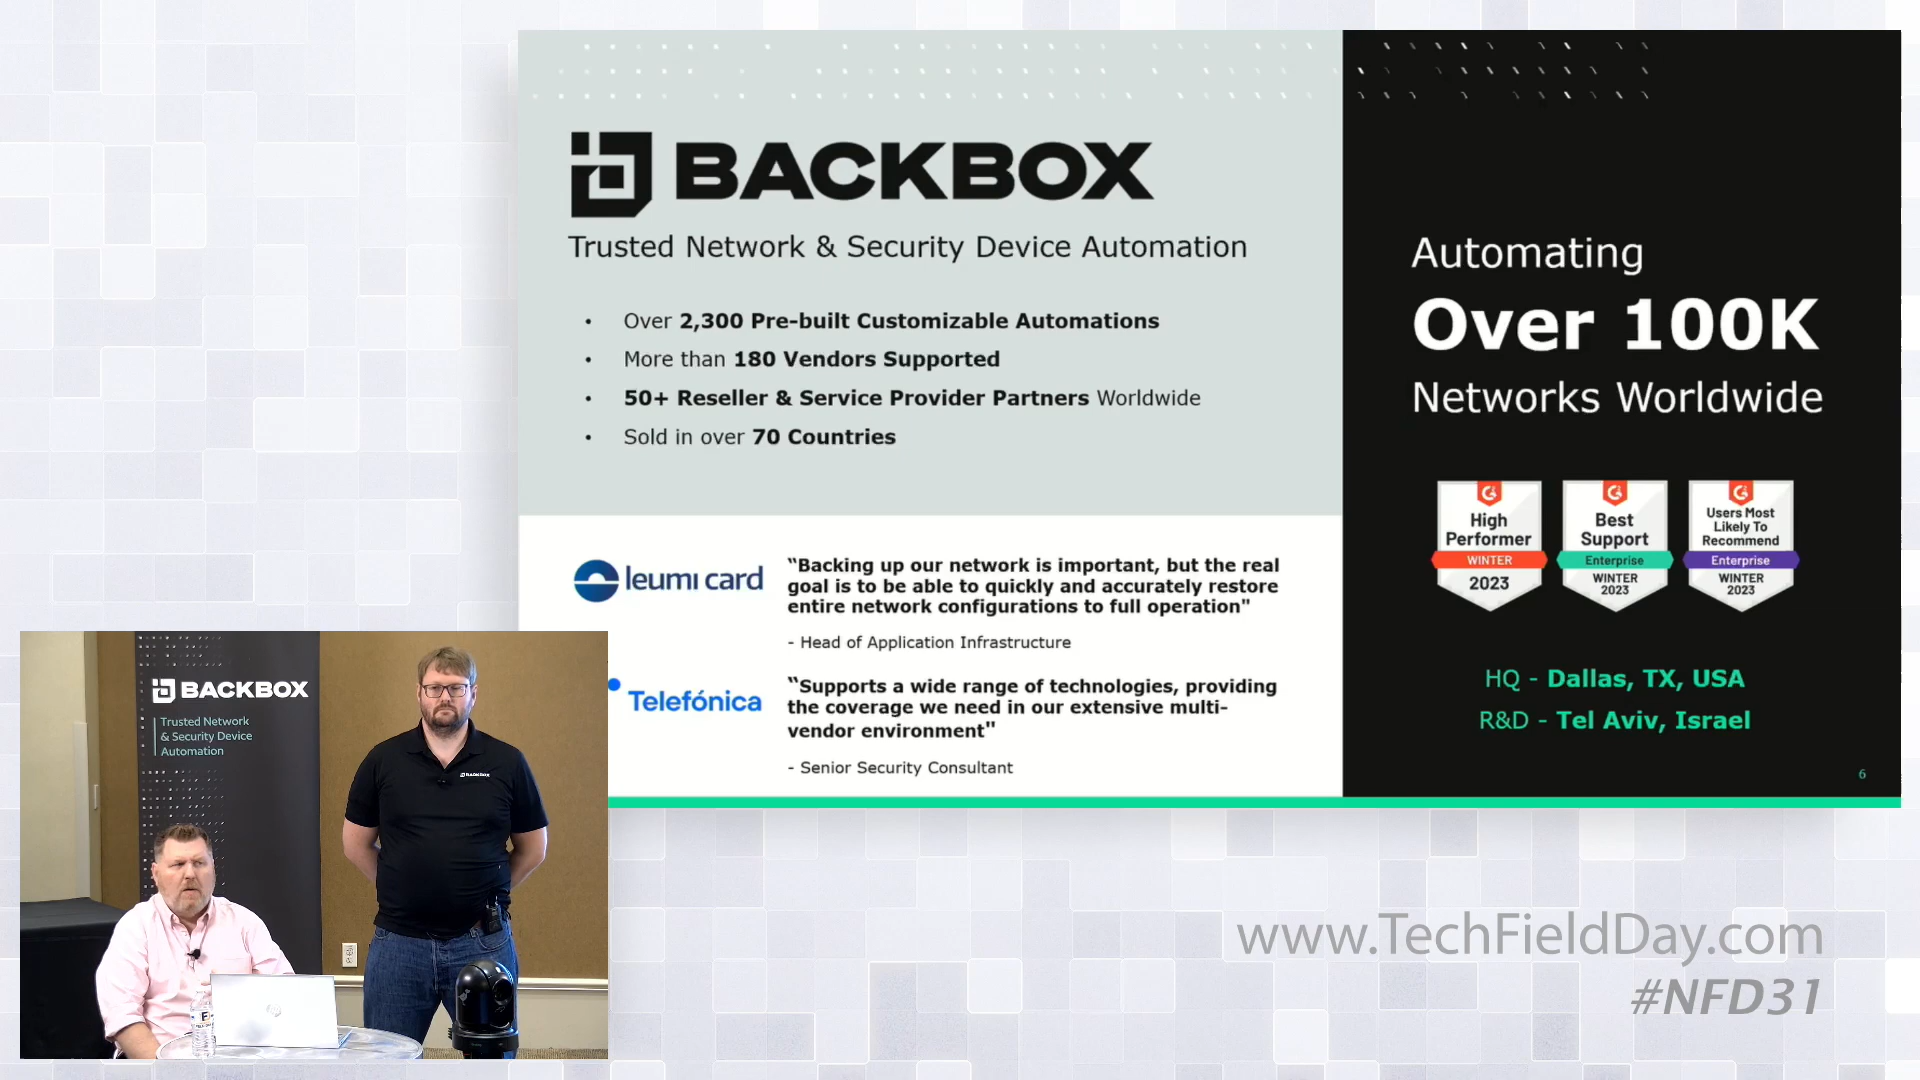 BACKBOX
Trusted Network & Security Device Automation
• Over 2,300 Pre-built Customizable Automations
• More than 180 Vendors Supported
• 50+ Reseller & Service Provider Partners Worldwide
• Sold in over 70 Countries
Automating
Over 100K
Networks Worldwide
High
Performer
WINTER
2023
Best
Support
Enterprise
WINTER
2023
Users Most
Likely To
Recommend
Enterprise
WINTER
2023
HQ - Dallas, TX, USA
R&D - Tel Aviv, Israel
6
leumi card
"Backing up our network is important, but the real
goal is to be able to quickly and accurately restore
entire network configurations to full operation"
- Head of Application Infrastructure
Telefónica
"Supports a wide range of technologies, providing
the coverage we need in our extensive multi-
vendor environment"
- Senior Security Consultant
BACKBOX
Trusted Network
& Security Device
Automation
BACKBOX
www.TechFieldDay.com
#NFD31